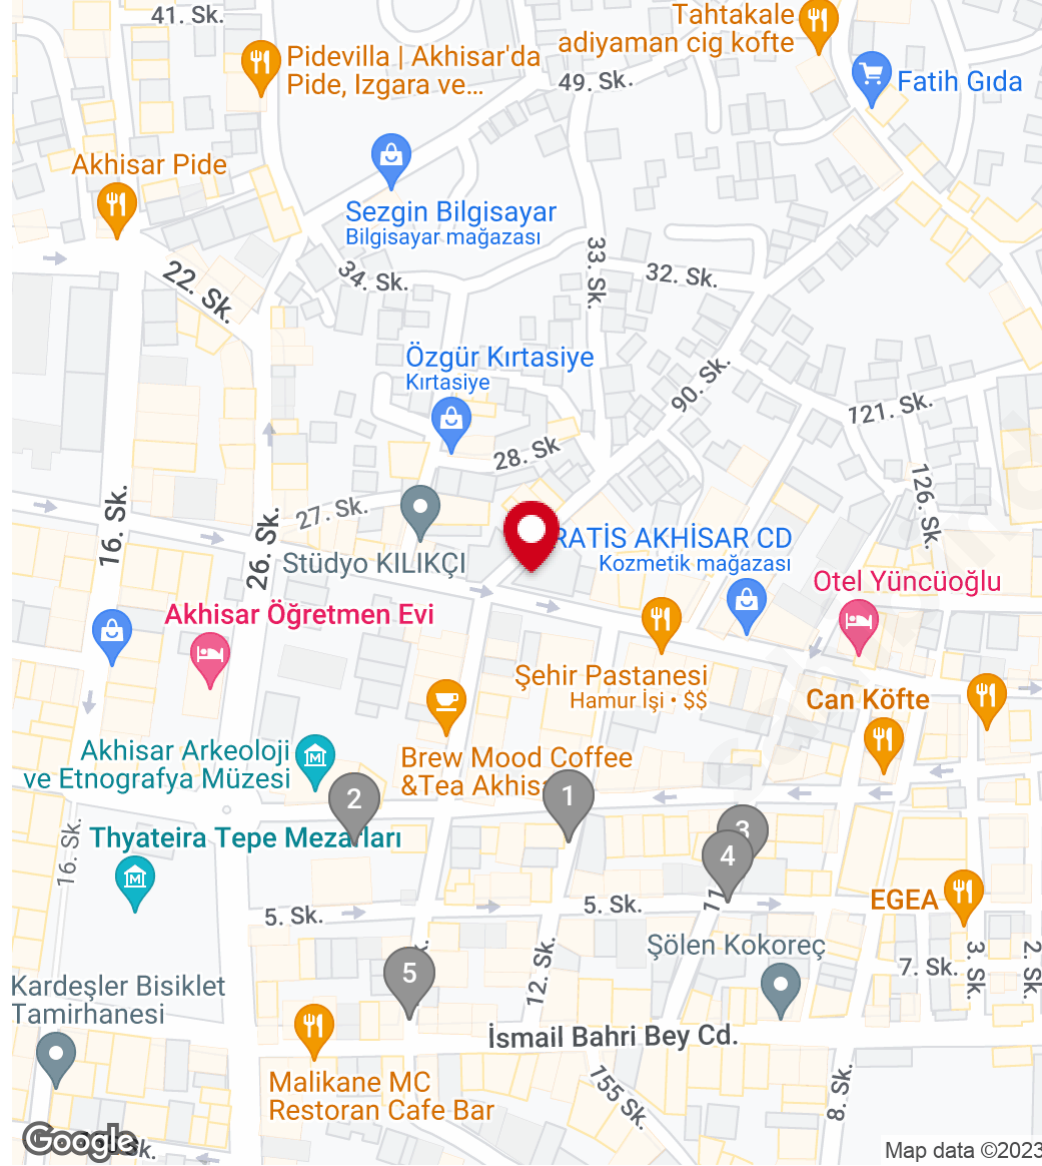 41. Sk.
Tahtakale
adiyaman cig kofte
Pidevilla | Akhisar'da
Pide, Izgara ve...
49. Sk.
Fatih Gıda
Akhisar Pide
Sezgin Bilgisayar
Bilgisayar mağazası
33. Sk.
34. Sk.
32. Sk.
22. Sk.
Özgür Kırtasiye
Kırtasiye
90. Sk.
121. Sk.
28. Sk
126. Sk.
16. Sk.
27. Sk.
26. Sk.
Stüdyo KILIKÇI
RATİS AKHİSAR CD
Kozmetik mağazası
Otel Yüncüoğlu
Akhisar Öğretmen Evi
Şehir Pastanesi
Hamur İşi • $$
Can Köfte
Akhisar Arkeoloji
ve Etnografya Müzesi
Brew Mood Coffee
&Tea Akhisa
1
2
3
4
Thyateira Tepe Mezarları
16. Sk.
EGEA
5. Sk.
5. Sk.
11
Şölen Kokoreç
7. Sk.
3. Sk.
2. Sk.
12. Sk.
5
Kardeşler Bisiklet
Tamirhanesi
İsmail Bahri Bey Cd.
Malikane MC
Restoran Cafe Bar
155 Sk.
8. Sk.
Google
Sk.
Map data ©2023